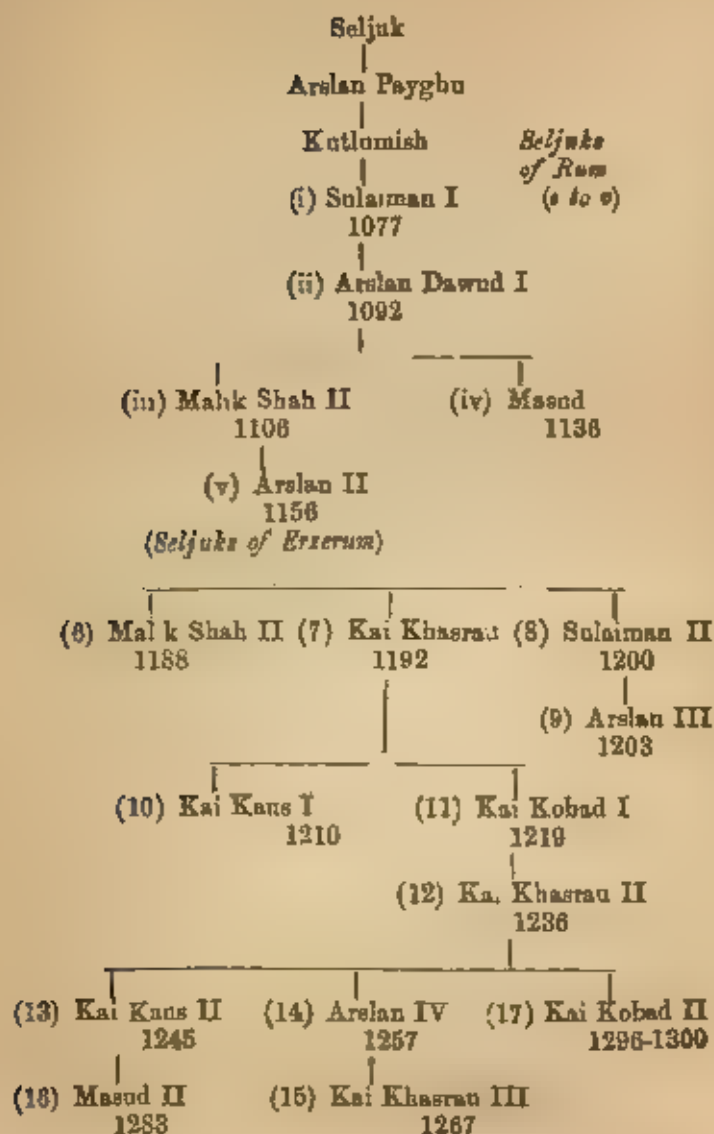 Seljuk
Arslan Paygbu
Kutlumish
Seljuks
of Rum
(i to v)
(i) Sulaiman I
1077
(ii) Arslan Dawud I
1092
(iii) Malik Shah II
1106
(iv) Masud
1136
(v) Arslan II
1156
(Seljuks of Erzerum)
(6) Malik Shah II (7) Kai Khasrau (8) Sulaiman II
1188 1192 1200
(9) Arslan III
1203
(10) Kai Kaus I (11) Kai Kobad I
1210 1219
(12) Kai Khasrau II
1236
(13) Kai Kaus II (14) Arslan IV (17) Kai Kobad II
1245 1257 1296-1300
(16) Masud II (15) Kai Khasrau III
1283 1267